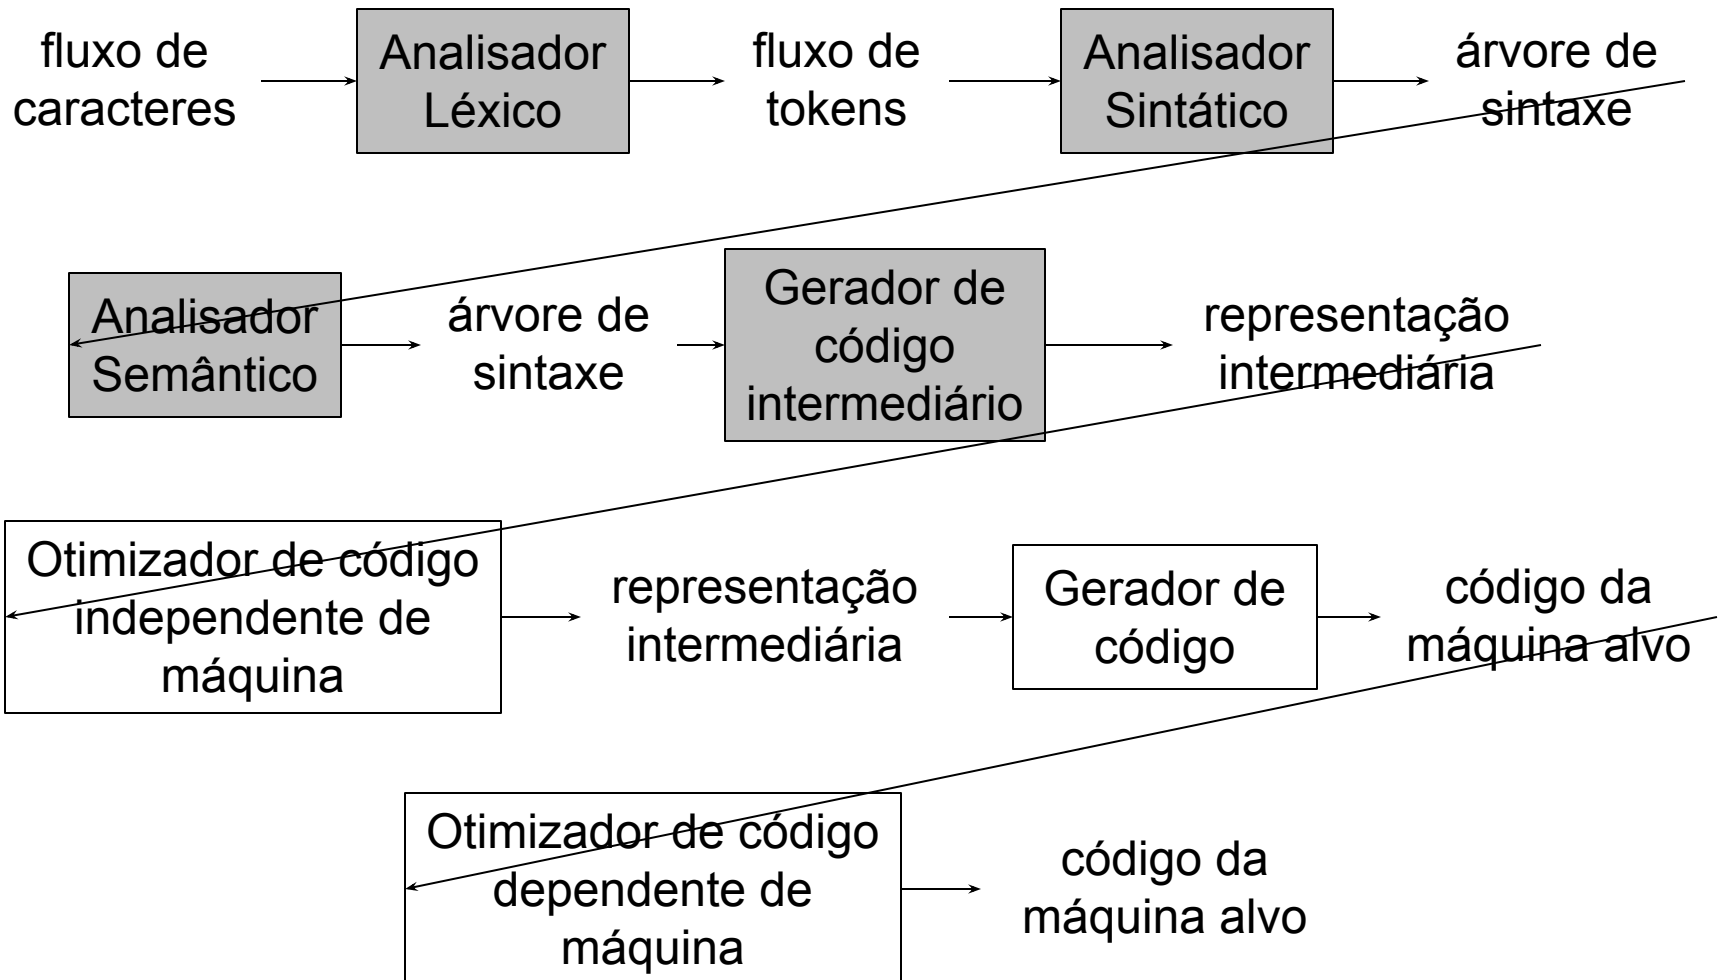 fluxo de
caracteres
Analisador
Léxico
fluxo de
tokens
Analisador
Sintático
árvore de
sintaxe
Analisador
Semântico
árvore de
sintaxe
Gerador de
código
intermediário
representação
intermediária
Otimizador de código
independente de
máquina
representação
intermediária
Gerador de
código
código da
máquina alvo
Otimizador de código
dependente de
máquina
código da
máquina alvo